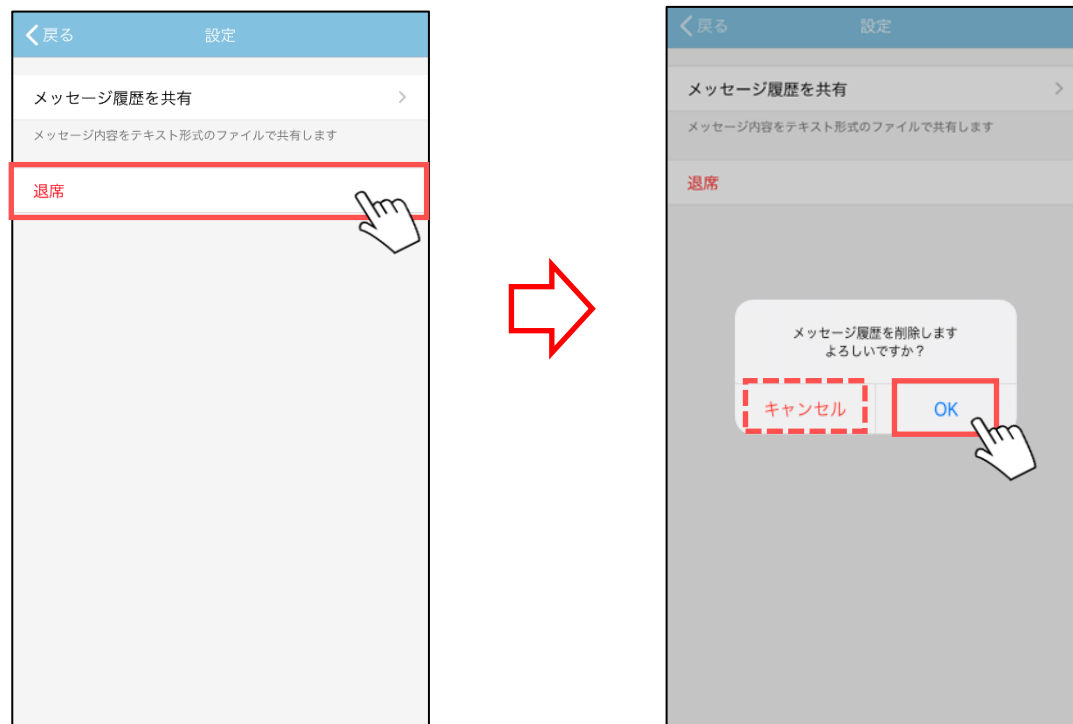 戻る
設定
メッセージ履歴を共有
メッセージ内容をテキスト形式のファイルで共有します
退席
戻る
設定
メッセージ履歴を共有
メッセージ内容をテキスト形式のファイルで共有します
退席
メッセージ履歴を削除します
よろしいですか？
キャンセル
OK